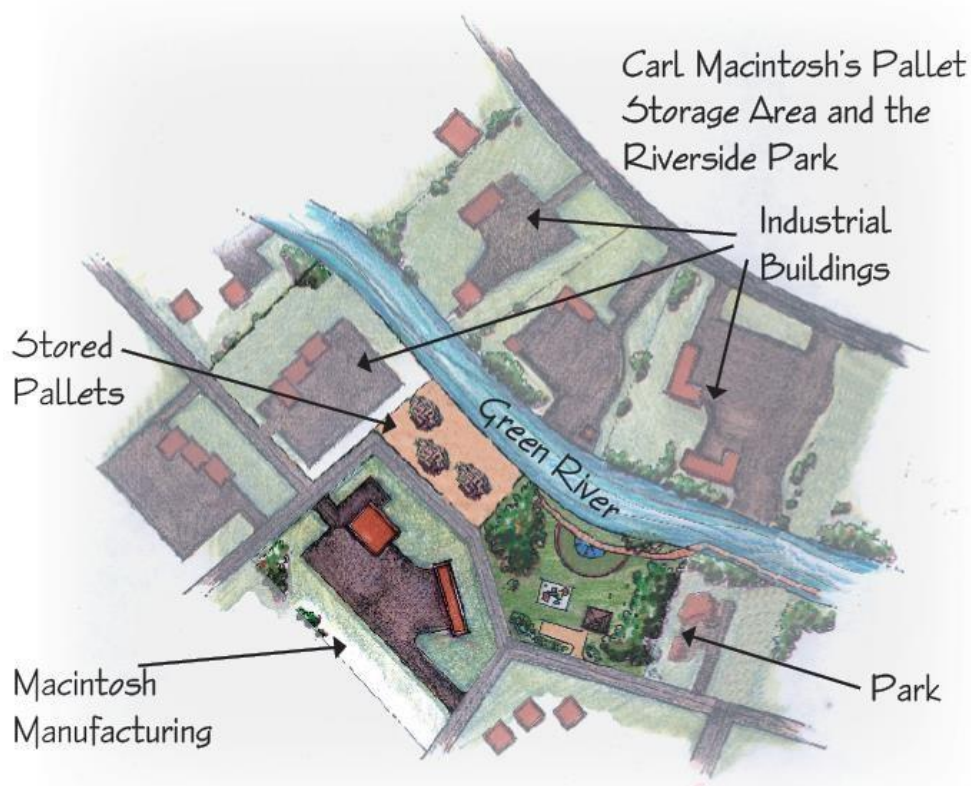 Carl Macintosh's Pallet
Storage Area and the
Riverside Park
Industrial
Buildings
Stored
Pallets
Green River
Macintosh
Manufacturing
Park